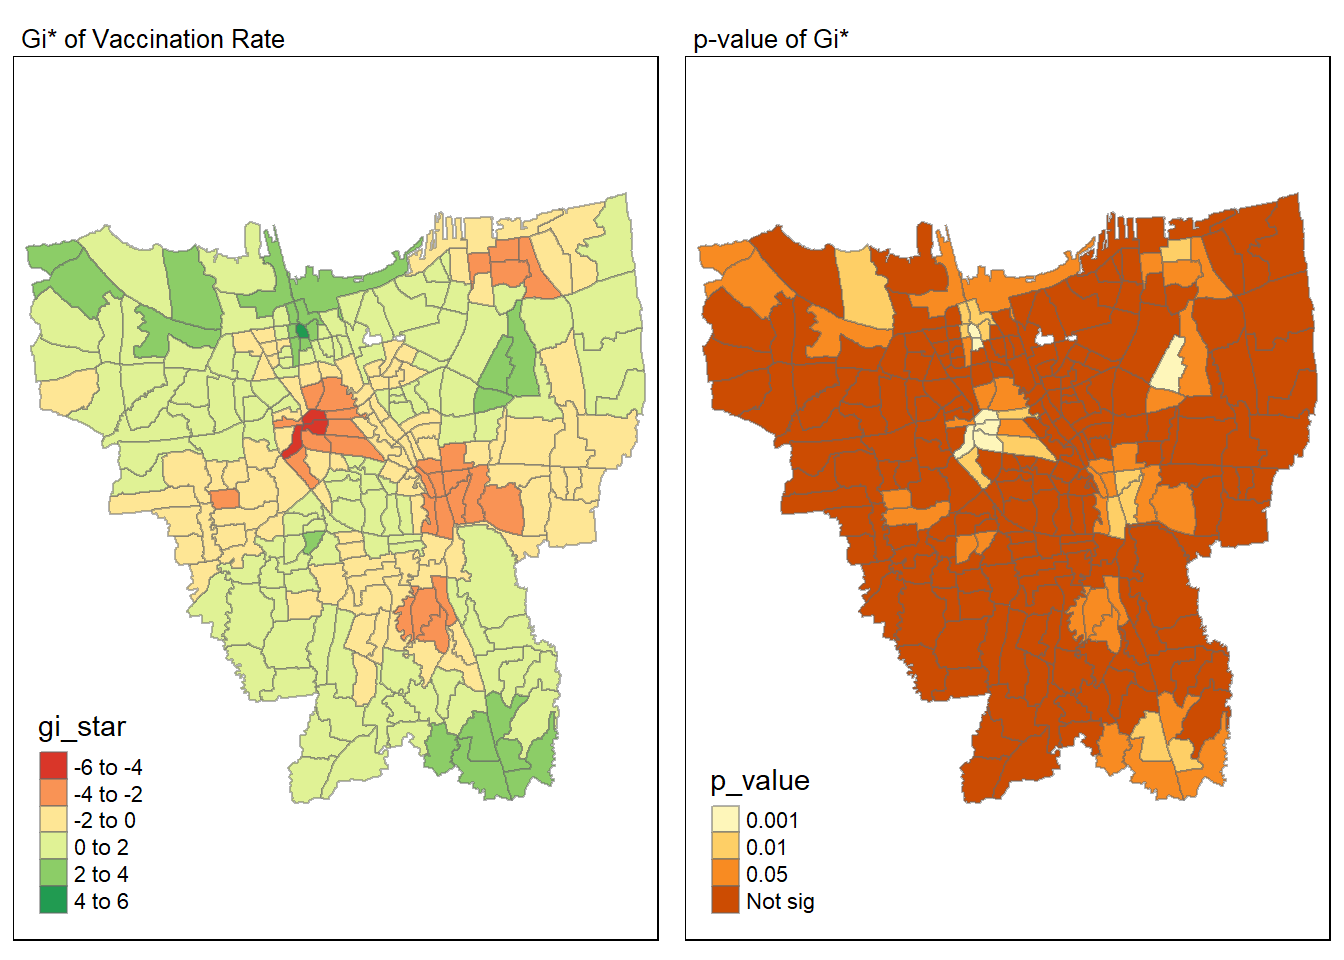 Gi* of Vaccination Rate
gi_star
-6 to -4
-4 to -2
-2 to 0
0 to 2
2 to 4
4 to 6
p-value of Gi*
p_value
0.001
0.01
0.05
Not sig